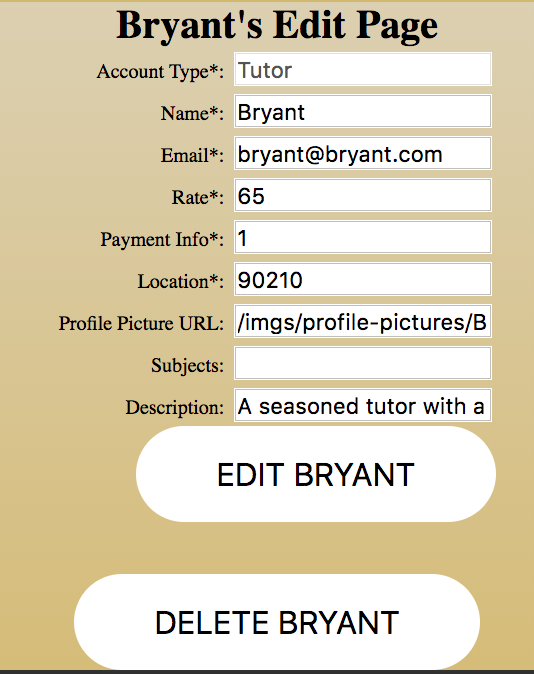 Bryant's Edit Page
Account Type*: Tutor
Name*: Bryant
Email*: bryant@bryant.com
Rate*: 65
Payment Info*: 1
Location*: 90210
Profile Picture URL: /imgs/profile-pictures/B
Subjects:
Description: A seasoned tutor with a
EDIT BRYANT
DELETE BRYANT